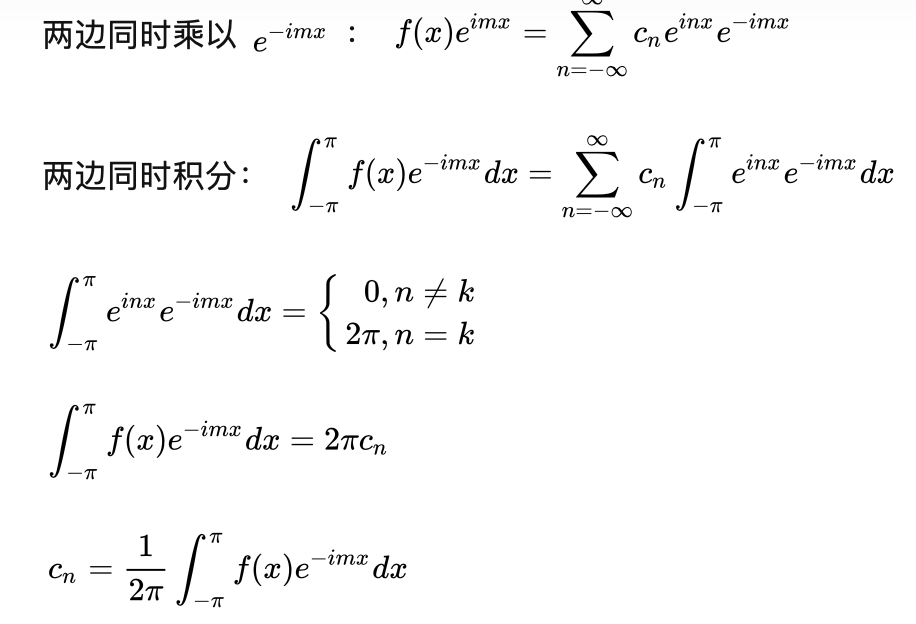 两边同时乘以 $e^{-imx}$ : $f(x)e^{imx} = \sum_{n=-\infty}^{\infty} c_n e^{inx} e^{-imx}$
两边同时积分: $\int_{-\pi}^{\pi} f(x)e^{-imx} dx = \sum_{n=-\infty}^{\infty} c_n \int_{-\pi}^{\pi} e^{inx} e^{-imx} dx$
$\int_{-\pi}^{\pi} e^{inx} e^{-imx} dx = \begin{cases} 0, n \neq k \\ 2\pi, n = k \end{cases}$
$\int_{-\pi}^{\pi} f(x)e^{-imx} dx = 2\pi c_n$
$c_n = \frac{1}{2\pi} \int_{-\pi}^{\pi} f(x)e^{-imx} dx$